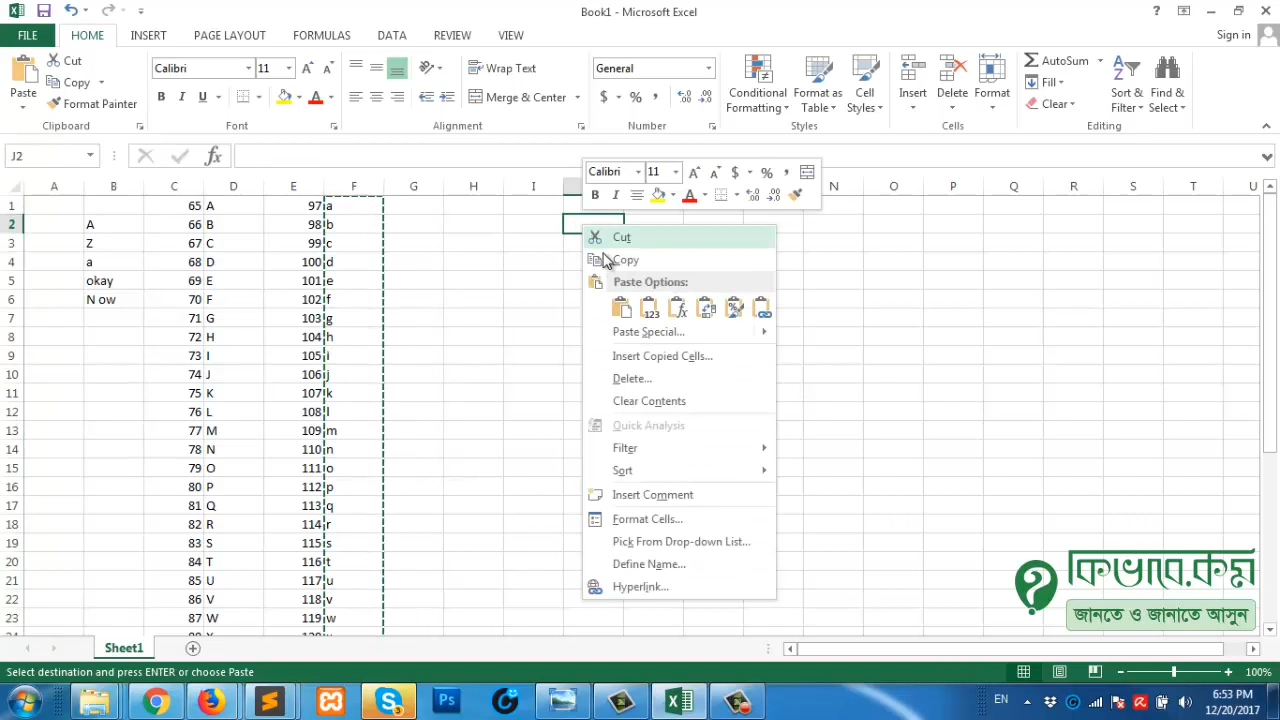 Book1 - Microsoft Excel
FILE HOME INSERT PAGE LAYOUT FORMULAS DATA REVIEW VIEW Sign in
Paste
Cut
Copy
Format Painter
Clipboard
Calibri 11
B I U
Font
Wrap Text
Merge & Center
Alignment
General
$ % ,
Number
Conditional Formatting
Format as Table
Cell Styles
Styles
Insert Delete Format
Cells
AutoSum
Fill
Clear
Sort & Filter
Find & Select
Editing
J2
Calibri 11
A B C D E F G H I N O P Q R S T U
1 65 A 97 a
2 A 66 B 98 b
3 Z 67 C 99 c
4 a 68 D 100 d
5 okay 69 E 101 e
6 N ow 70 F 102 f
7 71 G 103 g
8 72 H 104 h
9 73 I 105 i
10 74 J 106 j
11 75 K 107 k
12 76 L 108 l
13 77 M 109 m
14 78 N 110 n
15 79 O 111 o
16 80 P 112 p
17 81 Q 113 q
18 82 R 114 r
19 83 S 115 s
20 84 T 116 t
21 85 U 117 u
22 86 V 118 v
23 87 W 119 w
Cut
Copy
Paste Options:
Paste Special...
Insert Copied Cells...
Delete...
Clear Contents
Quick Analysis
Filter
Sort
Insert Comment
Format Cells...
Pick From Drop-down List...
Define Name...
Hyperlink...
কিভাবে.কম
জানতে ও জানাতে আসুন
Sheet1
Select destination and press ENTER or choose Paste
100%
EN
6:53 PM
12/20/2017